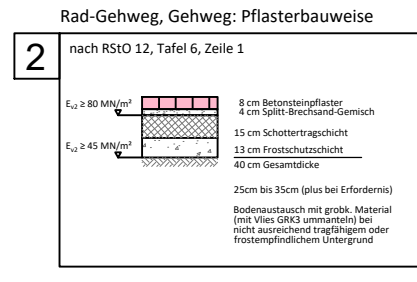 Rad-Gehweg, Gehweg: Pflasterbauweise
2
nach RStO 12, Tafel 6, Zeile 1
Ev2 ≥ 80 MN/m²
Ev2 ≥ 45 MN/m²
8 cm Betonsteinpflaster
4 cm Splitt-Brechsand-Gemisch
15 cm Schottertragschicht
13 cm Frostschutzschicht
40 cm Gesamtdicke
25cm bis 35cm (plus bei Erfordernis)
Bodenaustausch mit grobk. Material
(mit Vlies GRK3 ummanteln) bei
nicht ausreichend tragfähigem oder
frostempfindlichem Untergrund